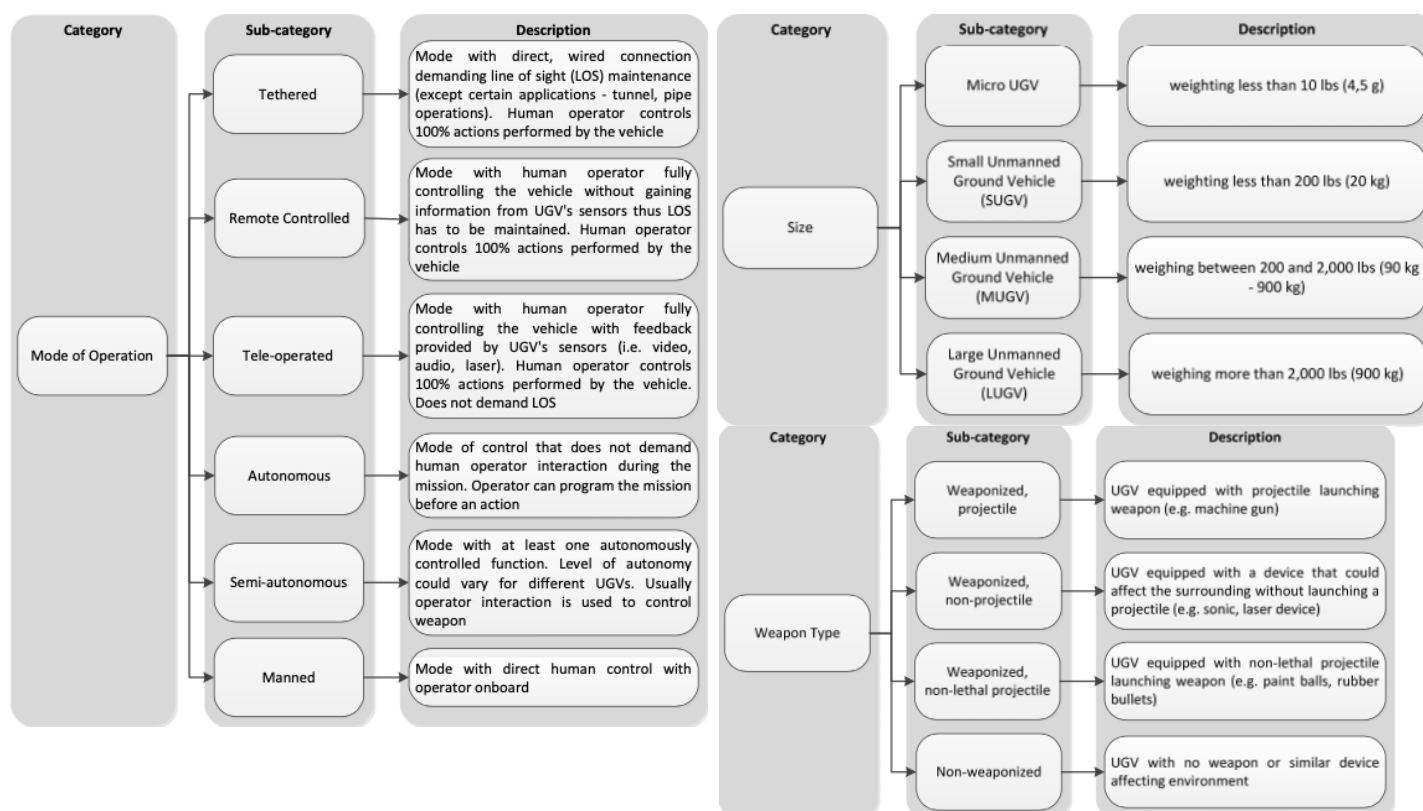 Category
Sub-category
Description
Mode of Operation
Tethered
Mode with direct, wired connection
demanding line of sight (LOS) maintenance
(except certain applications - tunnel, pipe
operations). Human operator controls
100% actions performed by the vehicle
Remote Controlled
Mode with human operator fully
controlling the vehicle without gaining
information from UGV's sensors thus LOS
has to be maintained. Human operator
controls 100% actions performed by the
vehicle
Tele-operated
Mode with human operator fully
controlling the vehicle with feedback
provided by UGV's sensors (i.e. video,
audio, laser). Human operator controls
100% actions performed by the vehicle.
Does not demand LOS
Autonomous
Mode of control that does not demand
human operator interaction during the
mission. Operator can program the mission
before an action
Semi-autonomous
Mode with at least one autonomously
controlled function. Level of autonomy
could vary for different UGVs. Usually
operator interaction is used to control
weapon
Manned
Mode with direct human control with
operator onboard
Category
Sub-category
Description
Size
Micro UGV
weighting less than 10 lbs (4,5 g)
Small Unmanned
Ground Vehicle
(SUGV)
weighting less than 200 lbs (20 kg)
Medium Unmanned
Ground Vehicle
(MUGV)
weighing between 200 and 2,000 lbs (90 kg
- 900 kg)
Large Unmanned
Ground Vehicle
(LUGV)
weighing more than 2,000 lbs (900 kg)
Category
Sub-category
Description
Weapon Type
Weaponized,
projectile
UGV equipped with projectile launching
weapon (e.g. machine gun)
Weaponized,
non-projectile
UGV equipped with a device that could
affect the surrounding without launching a
projectile (e.g. sonic, laser device)
Weaponized,
non-lethal projectile
UGV equipped with non-lethal projectile
launching weapon (e.g. paint balls, rubber
bullets)
Non-weaponized
UGV with no weapon or similar device
affecting environment